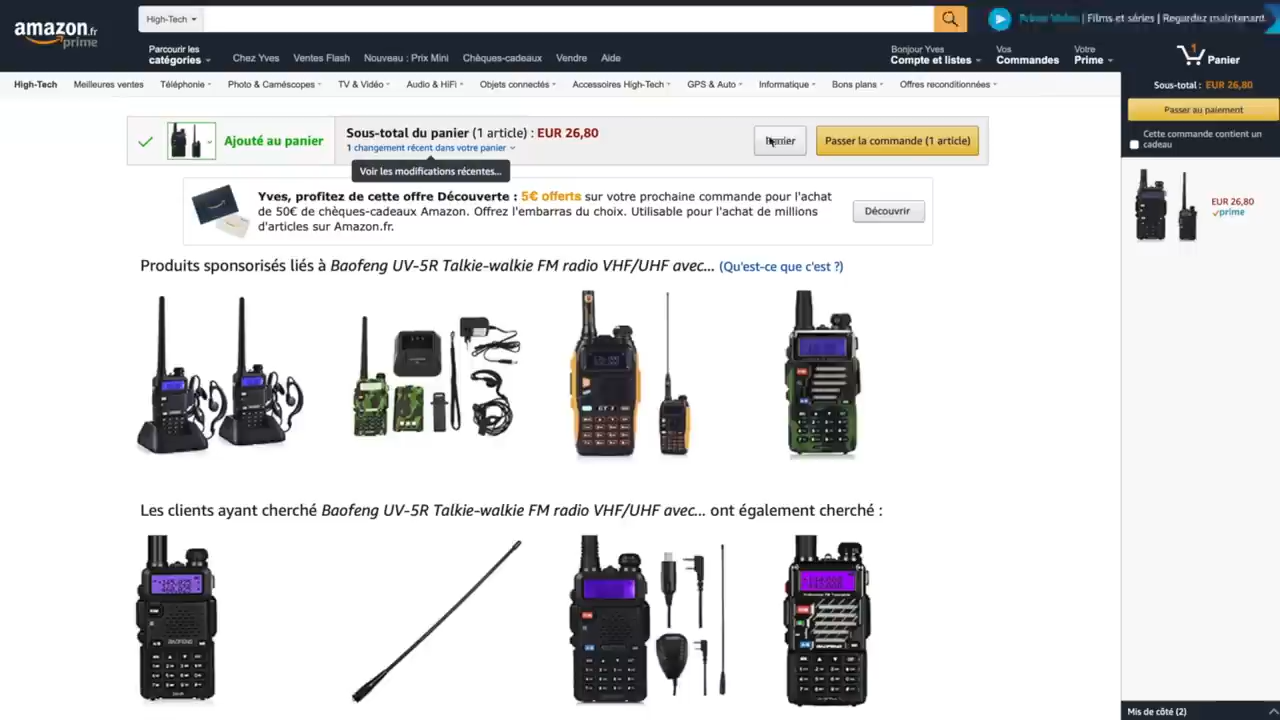 amazon.fr
prime
High-Tech
Films et séries | Regardez maintenant
Parcourir les
catégories
Chez Yves
Ventes Flash
Nouveau : Prix Mini
Chèques-cadeaux
Vendre
Aide
Bonjour Yves
Compte et listes
Vos
Commandes
Votre
Prime
1
Panier
High-Tech
Meilleures ventes
Téléphonie
Photo & Caméscopes
TV & Vidéo
Audio & HiFi
Objets connectés
Accessoires High-Tech
GPS & Auto
Informatique
Bons plans
Offres reconditionnées
Sous-total : EUR 26,80
Passer au paiement
Cette commande contient un
cadeau
EUR 26,80
prime
Ajouté au panier
Sous-total du panier (1 article) : EUR 26,80
1 changement récent dans votre panier
Panier
Passer la commande (1 article)
Voir les modifications récentes...
Yves, profitez de cette offre Découverte : 5€ offerts sur votre prochaine commande pour l'achat
de 50€ de chèques-cadeaux Amazon. Offrez l'embarras du choix. Utilisable pour l'achat de millions
d'articles sur Amazon.fr.
Découvrir
Produits sponsorisés liés à Baofeng UV-5R Talkie-walkie FM radio VHF/UHF avec... (Qu'est-ce que c'est ?)
GT-3
Les clients ayant cherché Baofeng UV-5R Talkie-walkie FM radio VHF/UHF avec... ont également cherché :
BAOFENG
Mis de côté (2)